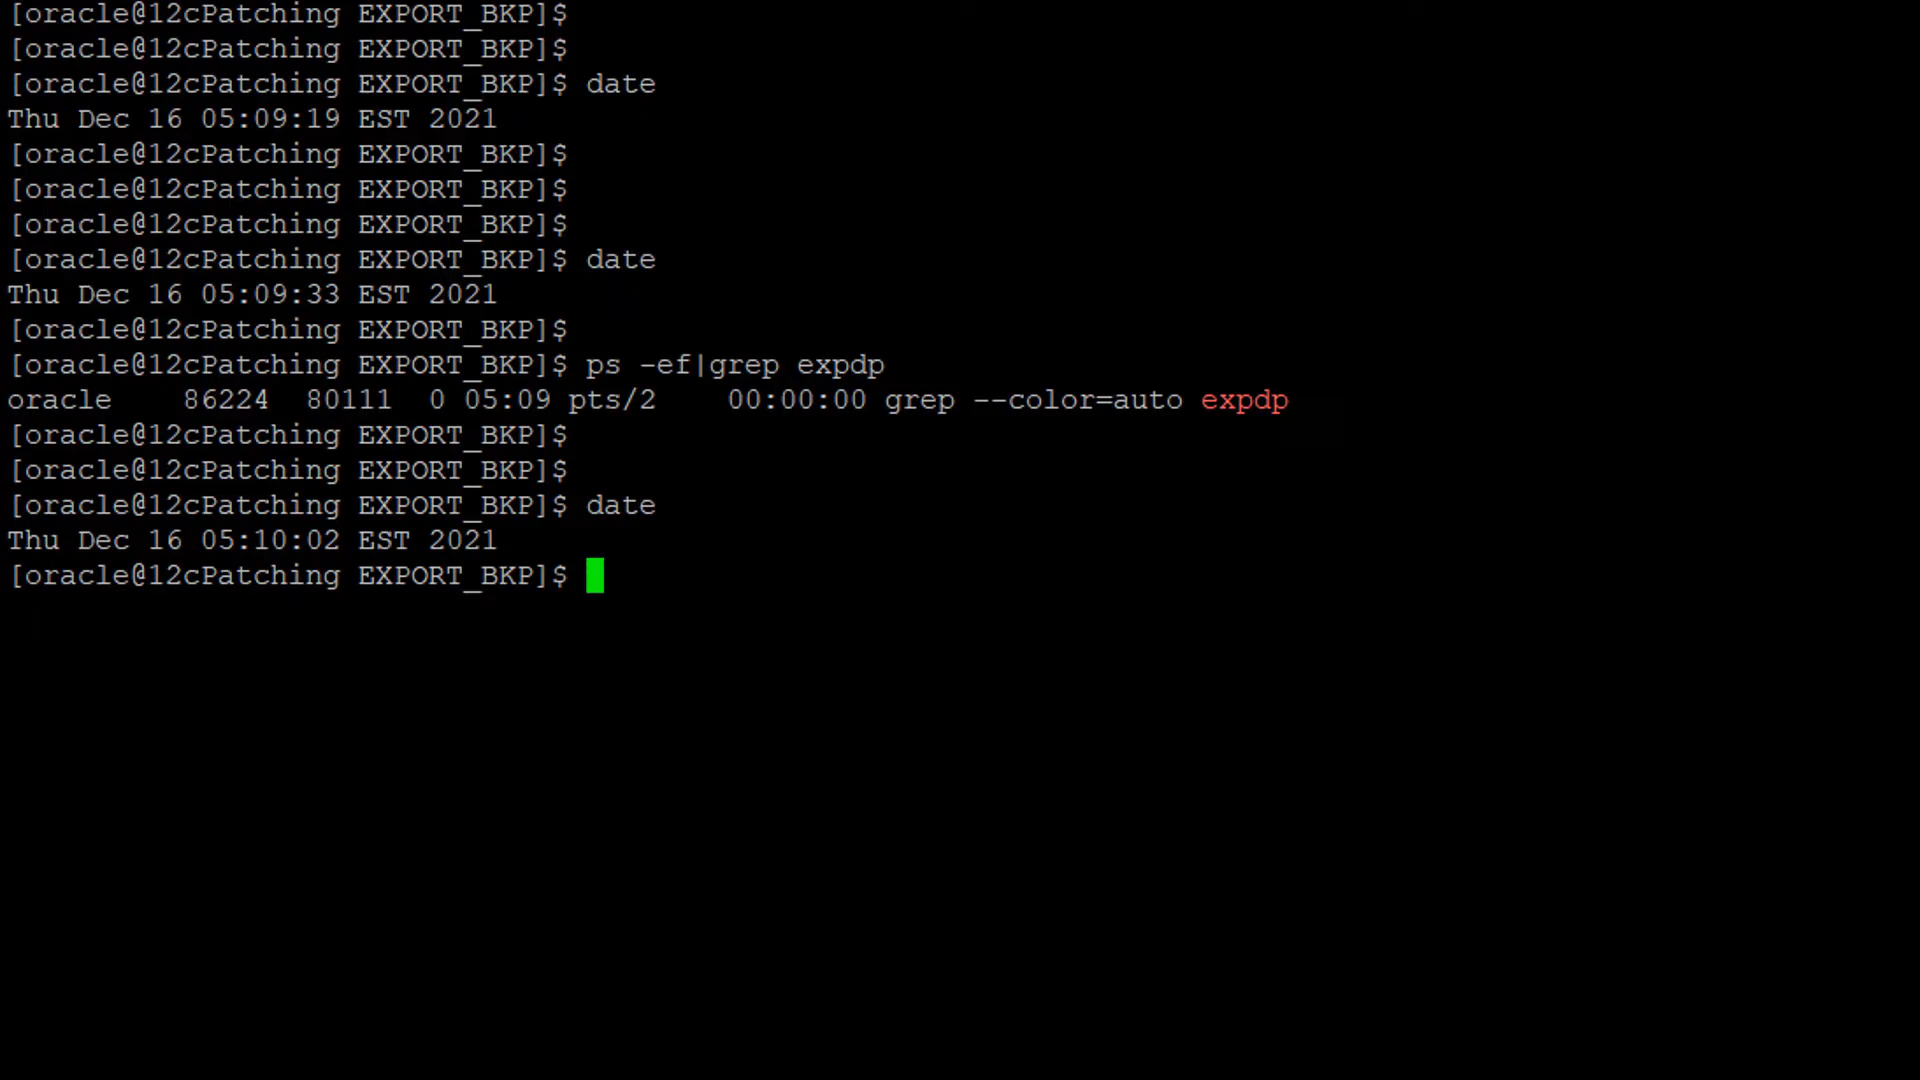 [oracle@12cPatching EXPORT_BKP]$
[oracle@12cPatching EXPORT_BKP]$
[oracle@12cPatching EXPORT_BKP]$ date
Thu Dec 16 05:09:19 EST 2021
[oracle@12cPatching EXPORT_BKP]$
[oracle@12cPatching EXPORT_BKP]$
[oracle@12cPatching EXPORT_BKP]$
[oracle@12cPatching EXPORT_BKP]$ date
Thu Dec 16 05:09:33 EST 2021
[oracle@12cPatching EXPORT_BKP]$
[oracle@12cPatching EXPORT_BKP]$ ps -ef|grep expdp
oracle    86224  80111  0 05:09 pts/2    00:00:00 grep --color=auto expdp
[oracle@12cPatching EXPORT_BKP]$
[oracle@12cPatching EXPORT_BKP]$
[oracle@12cPatching EXPORT_BKP]$ date
Thu Dec 16 05:10:02 EST 2021
[oracle@12cPatching EXPORT_BKP]$